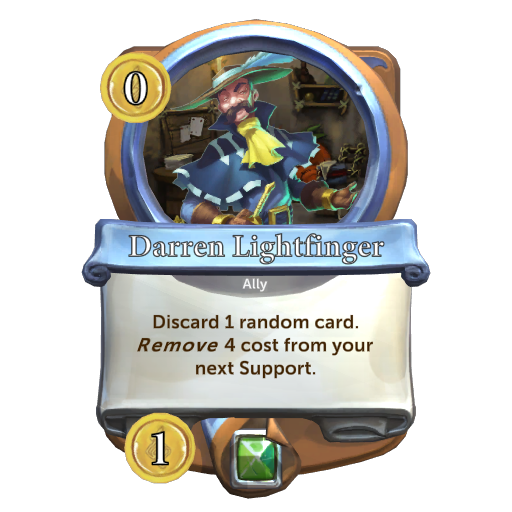 0
Darren Lightfinger
Ally
Discard 1 random card.
Remove 4 cost from your
next Support.
1